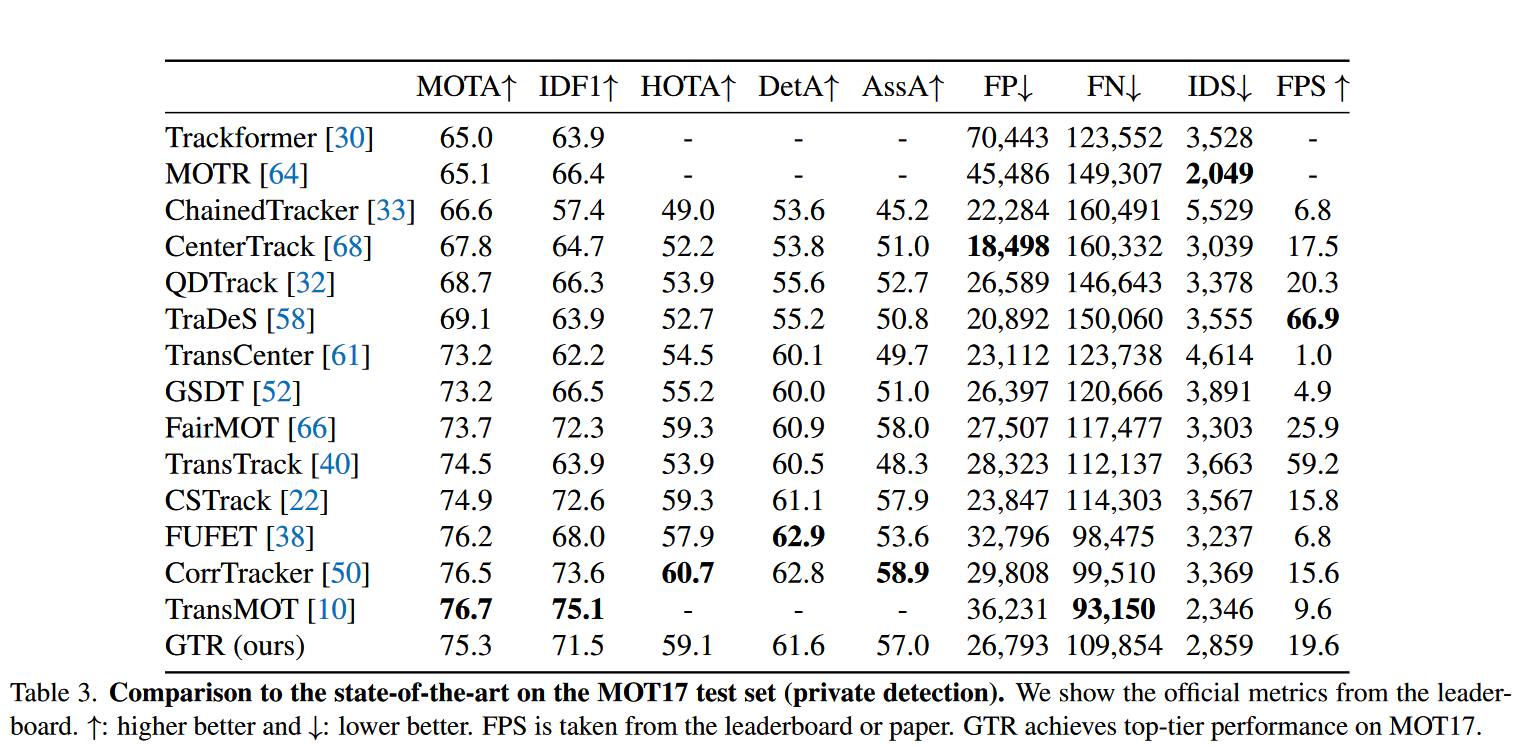 MOTA↑ IDF1↑ HOTA↑ DetA↑ AssA↑ FP↓ FN↓ IDS↓ FPS ↑
Trackformer [30] 65.0 63.9 - - - 70,443 123,552 3,528 -
MOTR [64] 65.1 66.4 - - - 45,486 149,307 2,049 -
ChainedTracker [33] 66.6 57.4 49.0 53.6 45.2 22,284 160,491 5,529 6.8
CenterTrack [68] 67.8 64.7 52.2 53.8 51.0 18,498 160,332 3,039 17.5
QDTrack [32] 68.7 66.3 53.9 55.6 52.7 26,589 146,643 3,378 20.3
TraDeS [58] 69.1 63.9 52.7 55.2 50.8 20,892 150,060 3,555 66.9
TransCenter [61] 73.2 62.2 54.5 60.1 49.7 23,112 123,738 4,614 1.0
GSDT [52] 73.2 66.5 55.2 60.0 51.0 26,397 120,666 3,891 4.9
FairMOT [66] 73.7 72.3 59.3 60.9 58.0 27,507 117,477 3,303 25.9
TransTrack [40] 74.5 63.9 53.9 60.5 48.3 28,323 112,137 3,663 59.2
CSTrack [22] 74.9 72.6 59.3 61.1 57.9 23,847 114,303 3,567 15.8
FUFET [38] 76.2 68.0 57.9 62.9 53.6 32,796 98,475 3,237 6.8
CorrTracker [50] 76.5 73.6 60.7 62.8 58.9 29,808 99,510 3,369 15.6
TransMOT [10] 76.7 75.1 - - - 36,231 93,150 2,346 9.6
GTR (ours) 75.3 71.5 59.1 61.6 57.0 26,793 109,854 2,859 19.6
Table 3. Comparison to the state-of-the-art on the MOT17 test set (private detection). We show the official metrics from the leader-
board. ↑: higher better and ↓: lower better. FPS is taken from the leaderboard or paper. GTR achieves top-tier performance on MOT17.